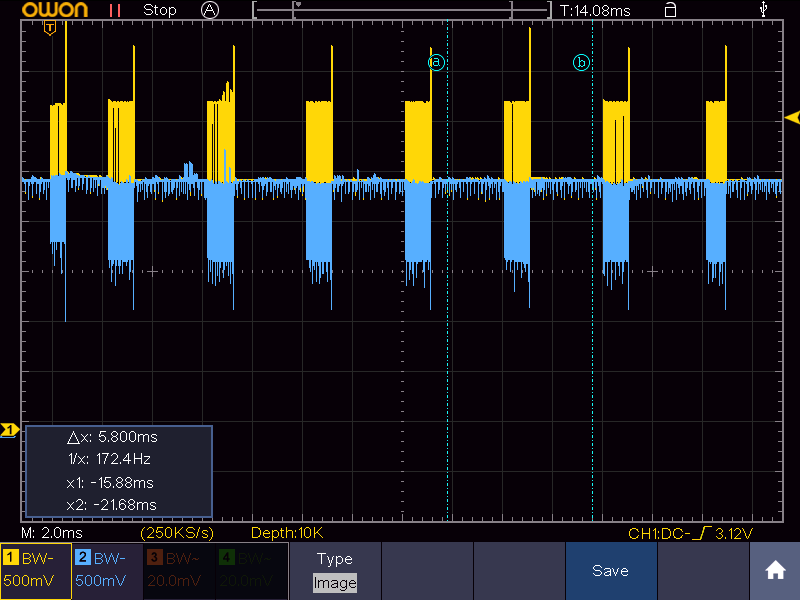 OWON Stop A T:14.08ms
T
a b
1
△x: 5.800ms
1/x: 172.4Hz
x1: -15.88ms
x2: -21.68ms
M: 2.0ms (250KS/s) Depth:10K CH1:DC- 3.12V
1 BW~ 2 BW~ 3 BW~ 4 BW~ Type
500mV 500mV 20.0mV 20.0mV Image Save